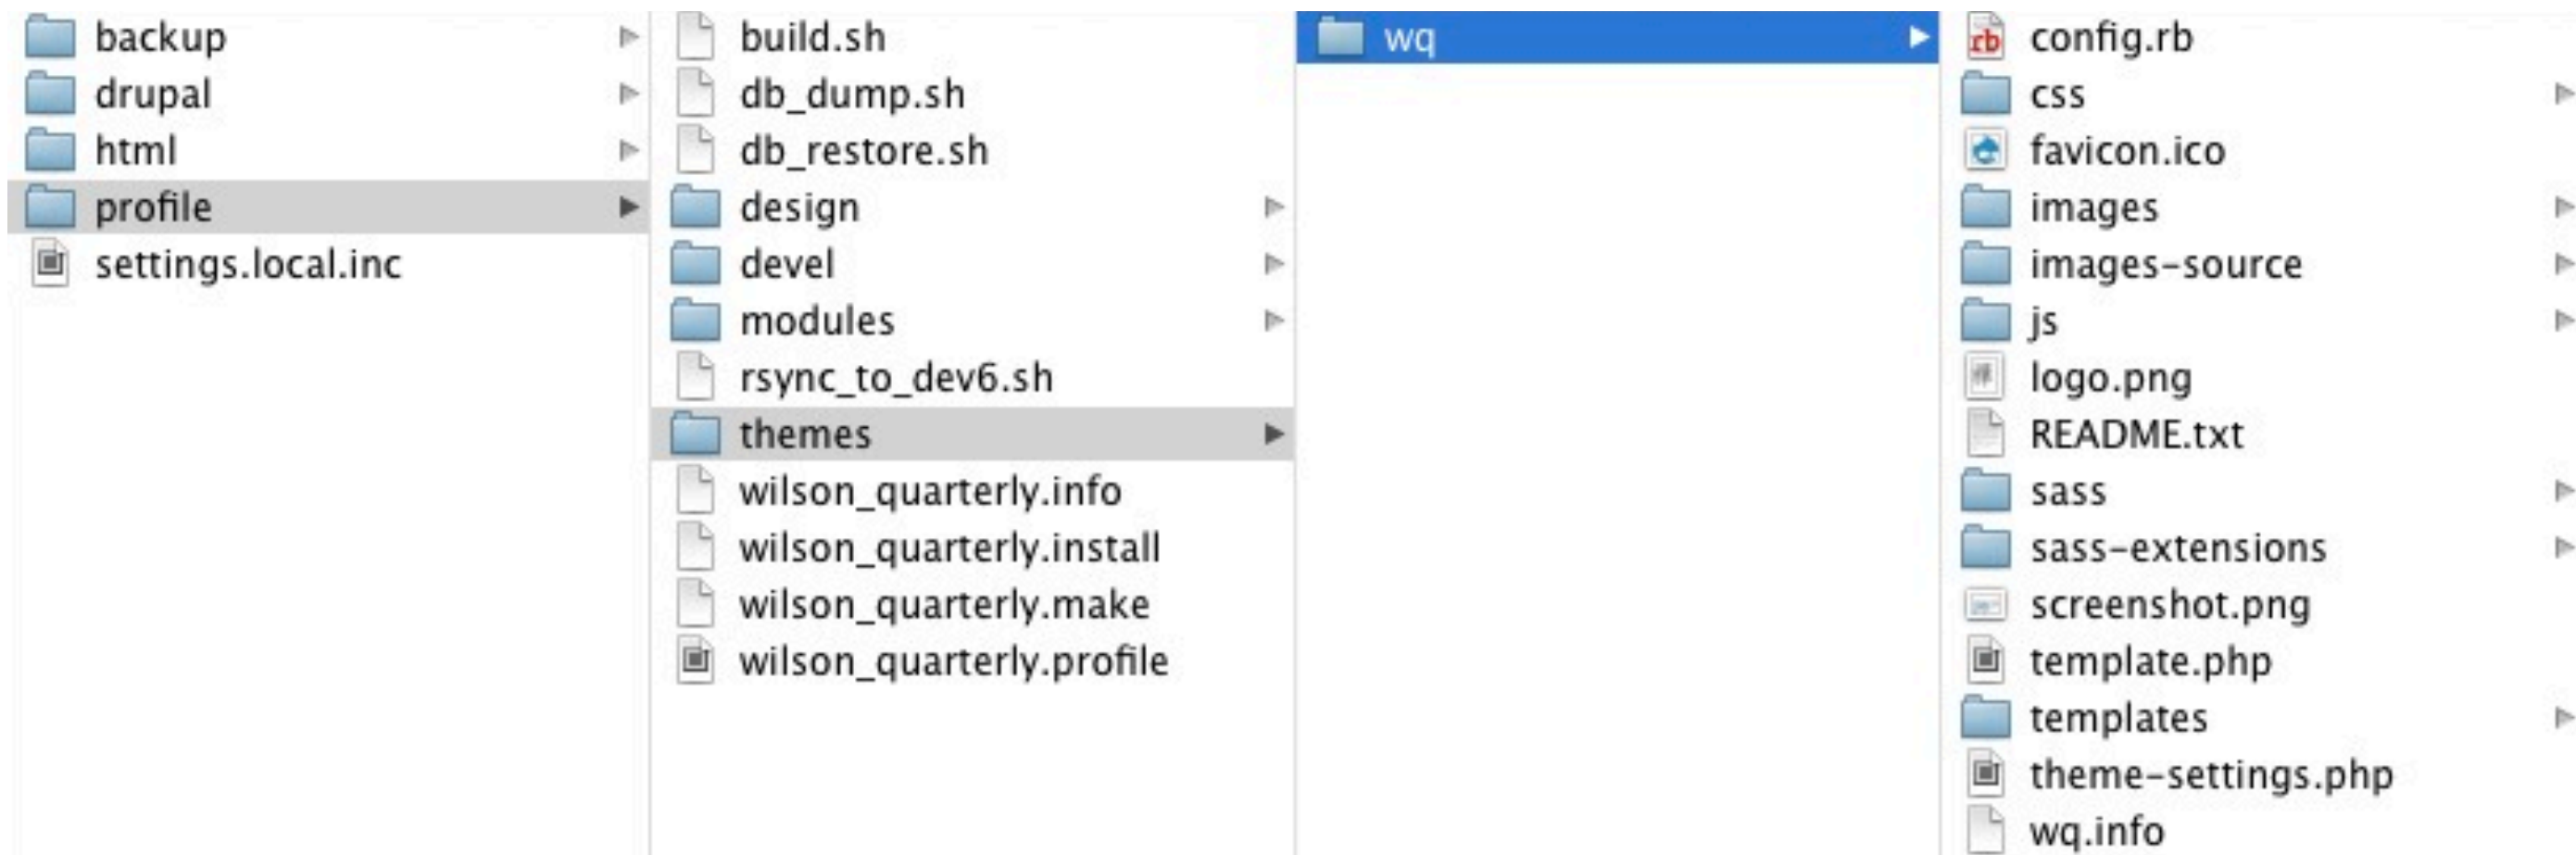 backup
drupal
html
profile
settings.local.inc
build.sh
db_dump.sh
db_restore.sh
design
devel
modules
rsync_to_dev6.sh
themes
wilson_quarterly.info
wilson_quarterly.install
wilson_quarterly.make
wilson_quarterly.profile
wq
config.rb
css
favicon.ico
images
images-source
js
logo.png
README.txt
sass
sass-extensions
screenshot.png
template.php
templates
theme-settings.php
wq.info